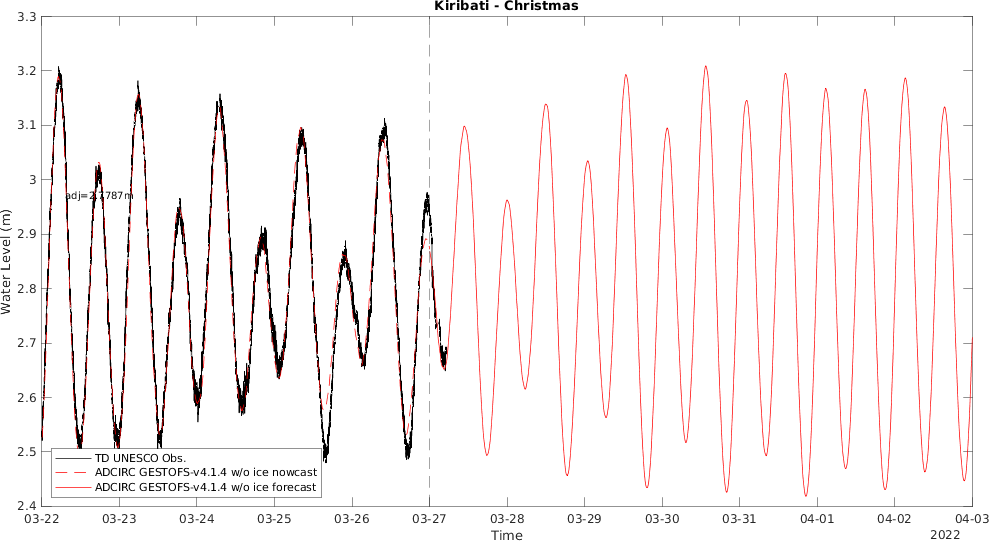 Kiribati - Christmas
3.3
3.2
3.1
3
2.9
2.8
2.7
2.6
2.5
2.4
Water Level (m)
adj=2.7787m
TD UNESCO Obs.
ADCIRC GESTOFS-v4.1.4 w/o ice nowcast
ADCIRC GESTOFS-v4.1.4 w/o ice forecast
03-22 03-23 03-24 03-25 03-26 03-27 03-28 03-29 03-30 03-31 04-01 04-02 04-03
Time
2022